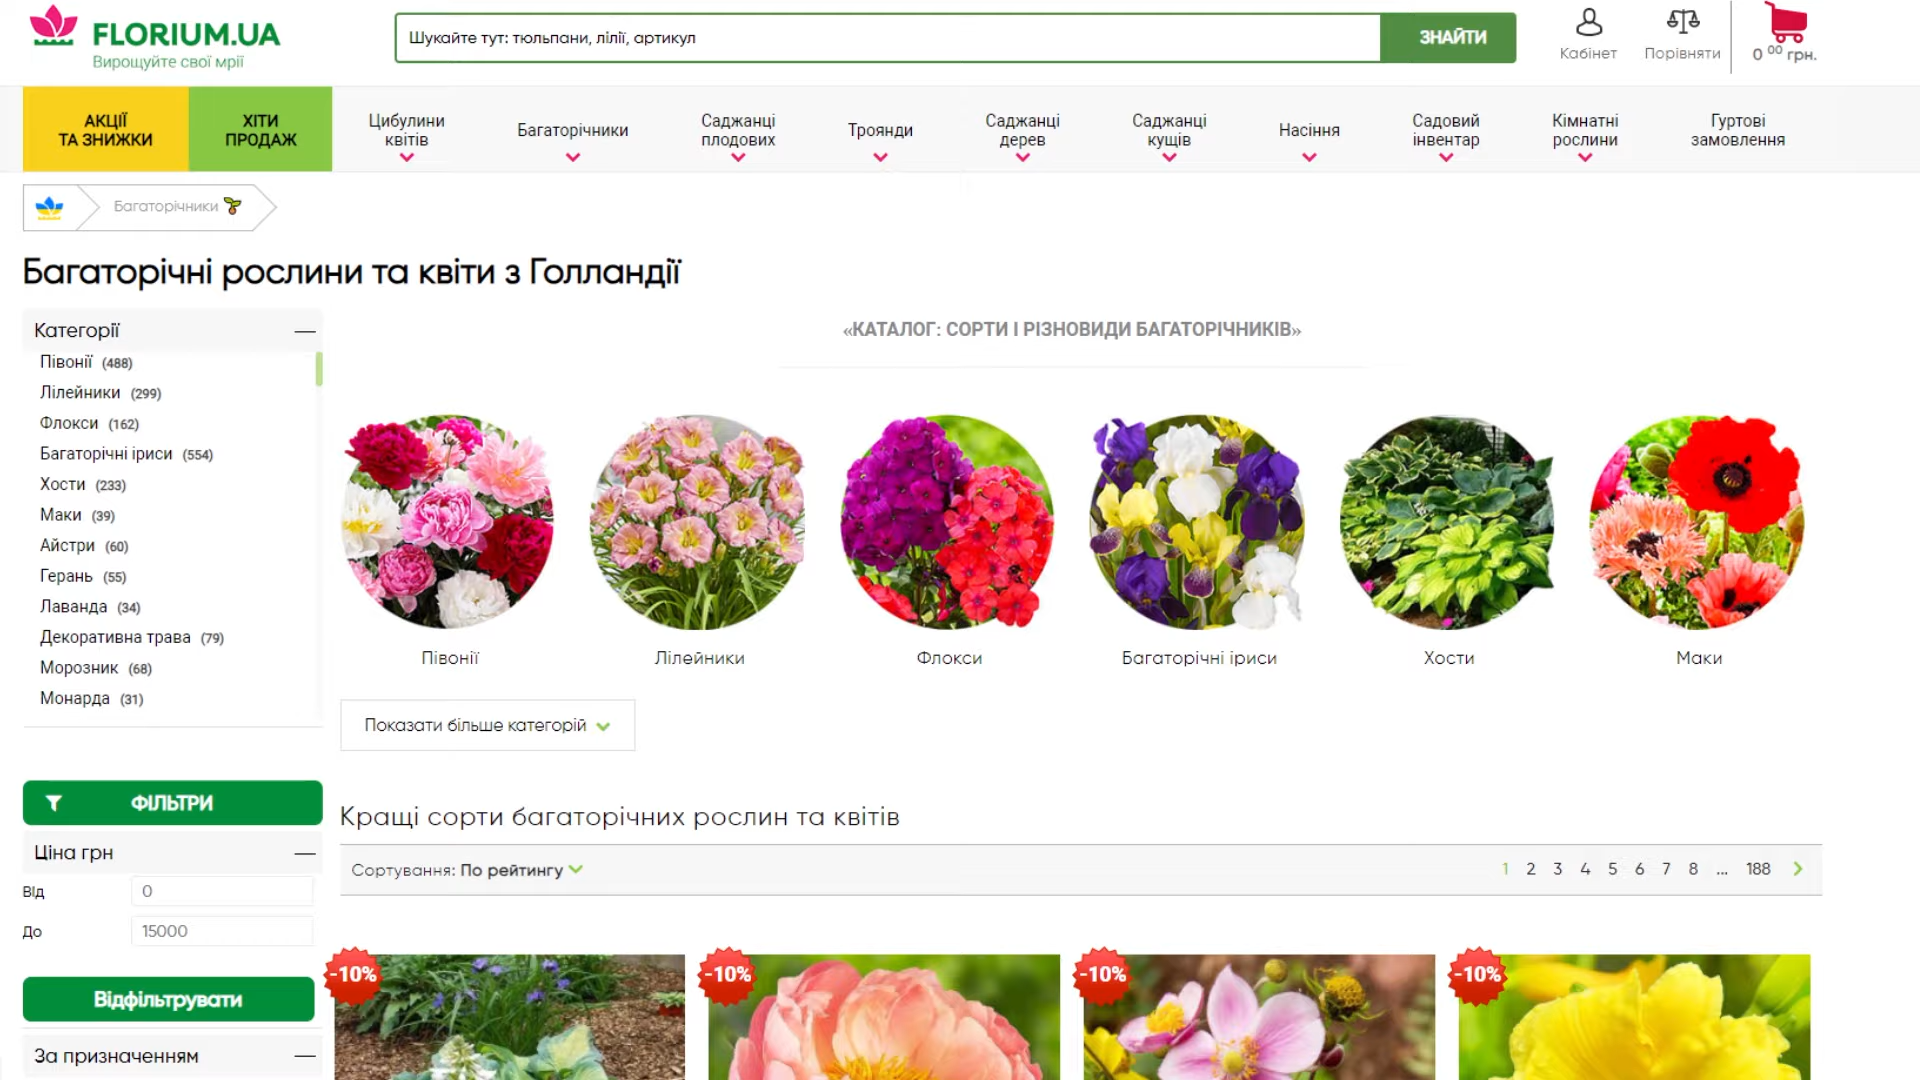 FLORIUM.UA
Вирощуйте свої мрії
Шукайте тут: тюльпани, лілії, артикул
ЗНАЙТИ
Кабінет
Порівняти
0 00 грн.
АКЦІЇ
ТА ЗНИЖКИ
ХІТИ
ПРОДАЖ
Цибулини
квітів
Багаторічники
Саджанці
плодових
Троянди
Саджанці
дерев
Саджанці
кущів
Насіння
Садовий
інвентар
Кімнатні
рослини
Гуртові
замовлення
Багаторічники
Багаторічні рослини та квіти з Голландії
Категорії
Півонії (488)
Лілейники (299)
Флокси (162)
Багаторічні іриси (554)
Хости (233)
Маки (39)
Айстри (60)
Герань (55)
Лаванда (34)
Декоративна трава (79)
Морозник (68)
Монарда (31)
«КАТАЛОГ: СОРТИ І РІЗНОВИДИ БАГАТОРІЧНИКІВ»
Півонії
Лілейники
Флокси
Багаторічні іриси
Хости
Маки
Показати більше категорій
ФІЛЬТРИ
Ціна грн
Від
0
До
15000
Відфільтрувати
За призначенням
Кращі сорти багаторічних рослин та квітів
Сортування: По рейтингу
1 2 3 4 5 6 7 8 ... 188
-10%
-10%
-10%
-10%